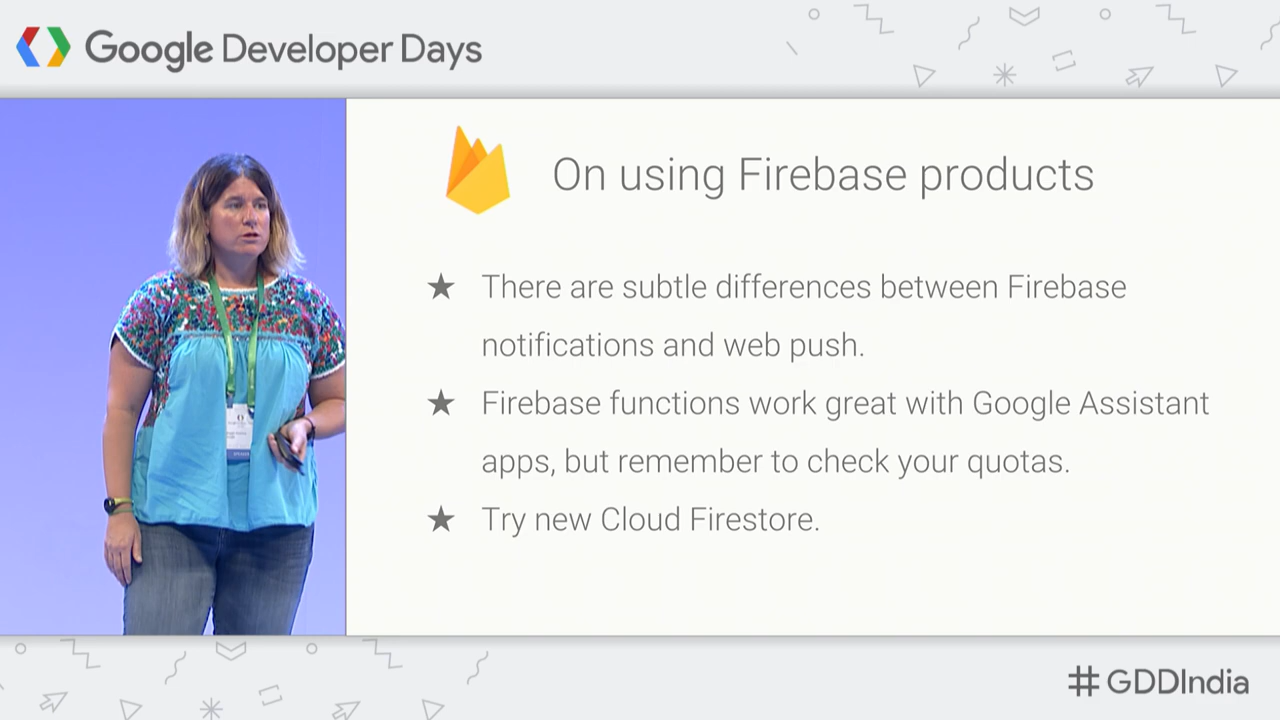 Google Developer Days
On using Firebase products
★ There are subtle differences between Firebase
notifications and web push.
★ Firebase functions work great with Google Assistant
apps, but remember to check your quotas.
★ Try new Cloud Firestore.
#GDDIndia